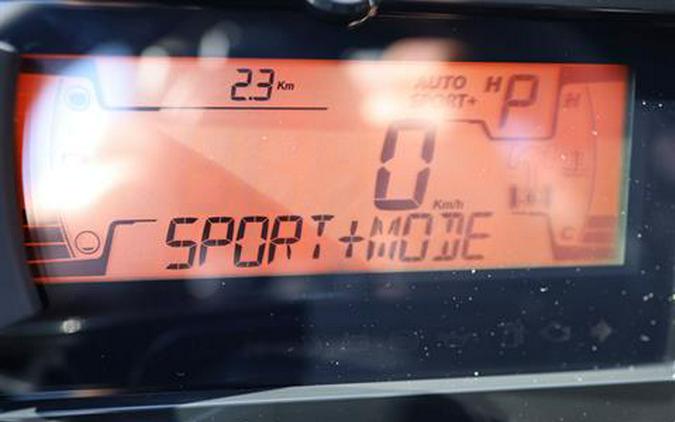 2.3 Km
AUTO H P
SPORT+ H
0
Km/h
SPORT+MODE C